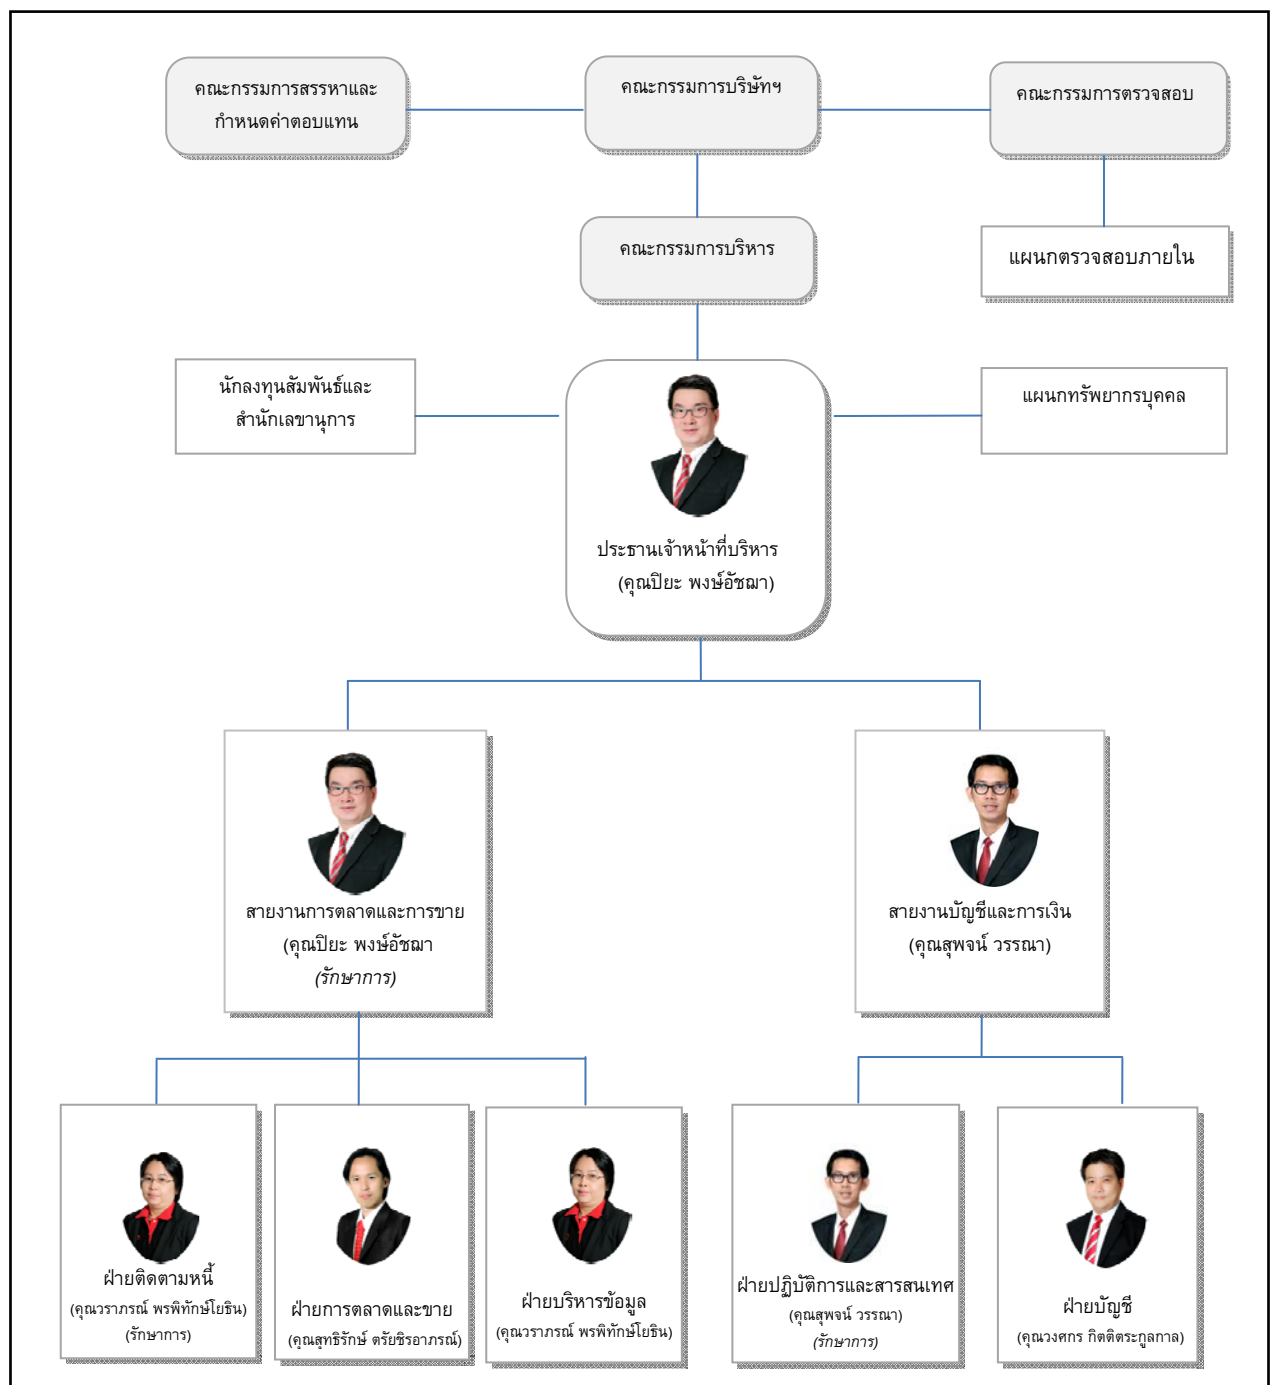 คณะกรรมการสรรหาและ
กำหนดค่าตอบแทน
คณะกรรมการบริษัทฯ
คณะกรรมการตรวจสอบ
คณะกรรมการบริหาร
แผนกตรวจสอบภายใน
นักลงทุนสัมพันธ์และ
สำนักเลขานุการ
แผนกทรัพยากรบุคคล
ประธานเจ้าหน้าที่บริหาร
(คุณปิยะ พงษ์อัชฌา)
สายงานการตลาดและการขาย
(คุณปิยะ พงษ์อัชฌา
(รักษาการ)
สายงานบัญชีและการเงิน
(คุณสุพจน์ วรรณา)
ฝ่ายติดตามหนี้
(คุณวราภรณ์ พรพิทักษ์โยธิน)
(รักษาการ)
ฝ่ายการตลาดและขาย
(คุณสุทธิรักษ์ ตรัยชิรอาภรณ์)
ฝ่ายบริหารข้อมูล
(คุณวราภรณ์ พรพิทักษ์โยธิน)
ฝ่ายปฏิบัติการและสารสนเทศ
(คุณสุพจน์ วรรณา)
(รักษาการ)
ฝ่ายบัญชี
(คุณวงศกร กิตติตระกูลกาล)